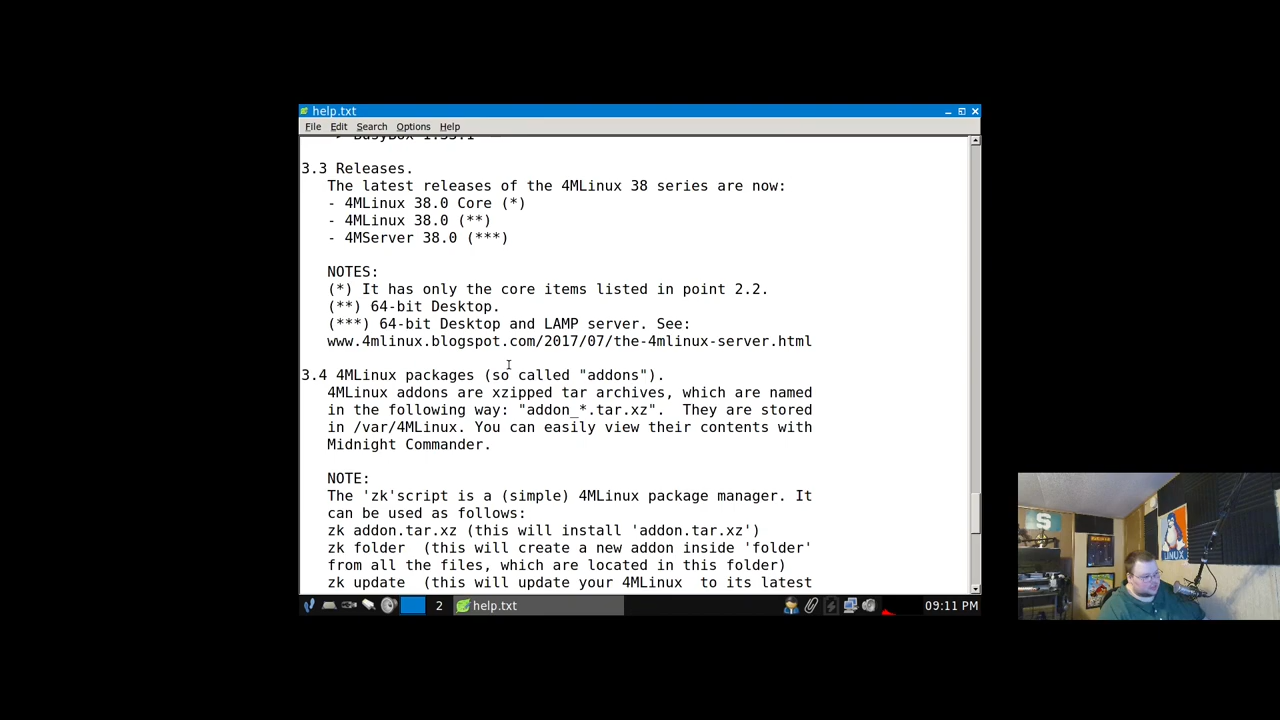 help.txt
File Edit Search Options Help
> BusyBox 1.33.1
3.3 Releases.
The latest releases of the 4MLinux 38 series are now:
- 4MLinux 38.0 Core (*)
- 4MLinux 38.0 (**)
- 4MServer 38.0 (***)
NOTES:
(*) It has only the core items listed in point 2.2.
(**) 64-bit Desktop.
(***) 64-bit Desktop and LAMP server. See:
www.4mlinux.blogspot.com/2017/07/the-4mlinux-server.html
3.4 4MLinux packages (so called "addons").
4MLinux addons are xzipped tar archives, which are named
in the following way: "addon_*.tar.xz". They are stored
in /var/4MLinux. You can easily view their contents with
Midnight Commander.
NOTE:
The 'zk'script is a (simple) 4MLinux package manager. It
can be used as follows:
zk addon.tar.xz (this will install 'addon.tar.xz')
zk folder (this will create a new addon inside 'folder'
from all the files, which are located in this folder)
zk update (this will update your 4MLinux to its latest
2 help.txt 09:11 PM
S
LINUX